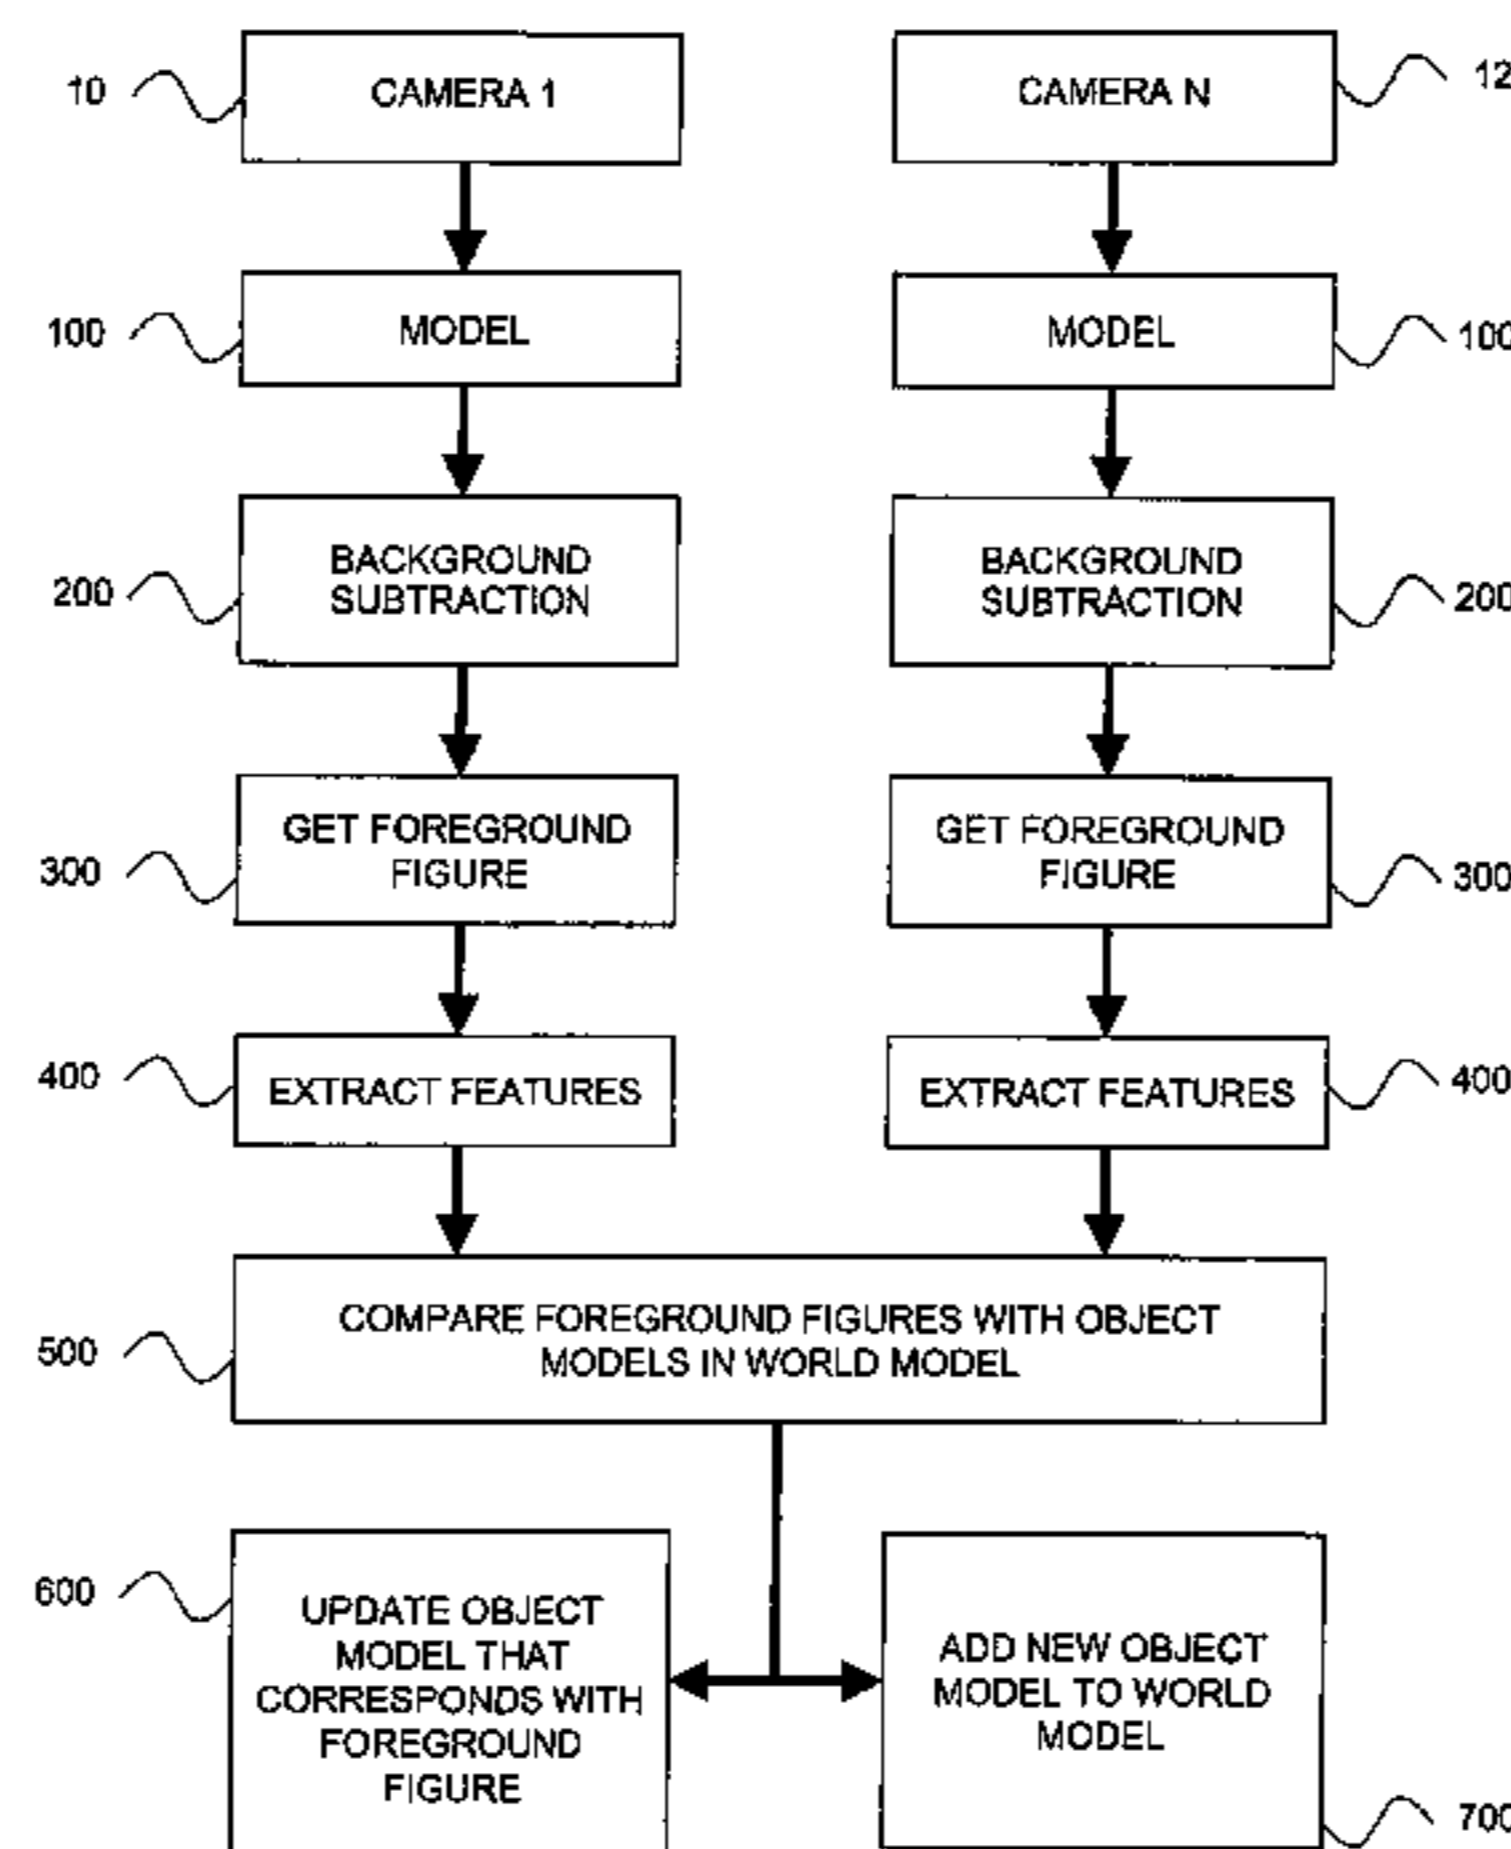 10
CAMERA 1
CAMERA N
12
100
MODEL
MODEL
100
200
BACKGROUND
SUBTRACTION
BACKGROUND
SUBTRACTION
200
300
GET FOREGROUND
FIGURE
GET FOREGROUND
FIGURE
300
400
EXTRACT FEATURES
EXTRACT FEATURES
400
500
COMPARE FOREGROUND FIGURES WITH OBJECT
MODELS IN WORLD MODEL
600
UPDATE OBJECT
MODEL THAT
CORRESPONDS WITH
FOREGROUND
FIGURE
ADD NEW OBJECT
MODEL TO WORLD
MODEL
700